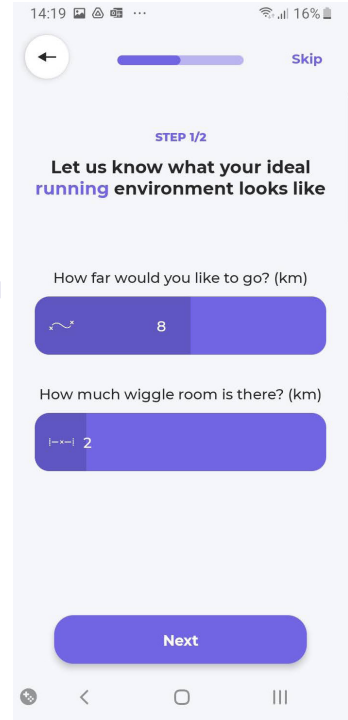 14:19 16%
Skip
STEP 1/2
Let us know what your ideal
running environment looks like
How far would you like to go? (km)
8
How much wiggle room is there? (km)
2
Next